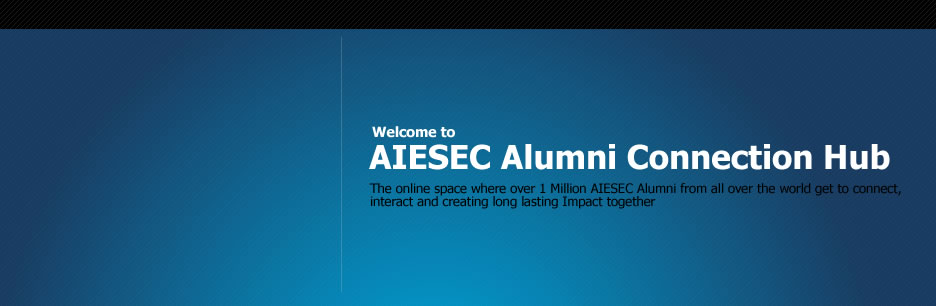 Welcome to
AIESEC Alumni Connection Hub
The online space where over 1 Million AIESEC Alumni from all over the world get to connect,
interact and creating long lasting Impact together